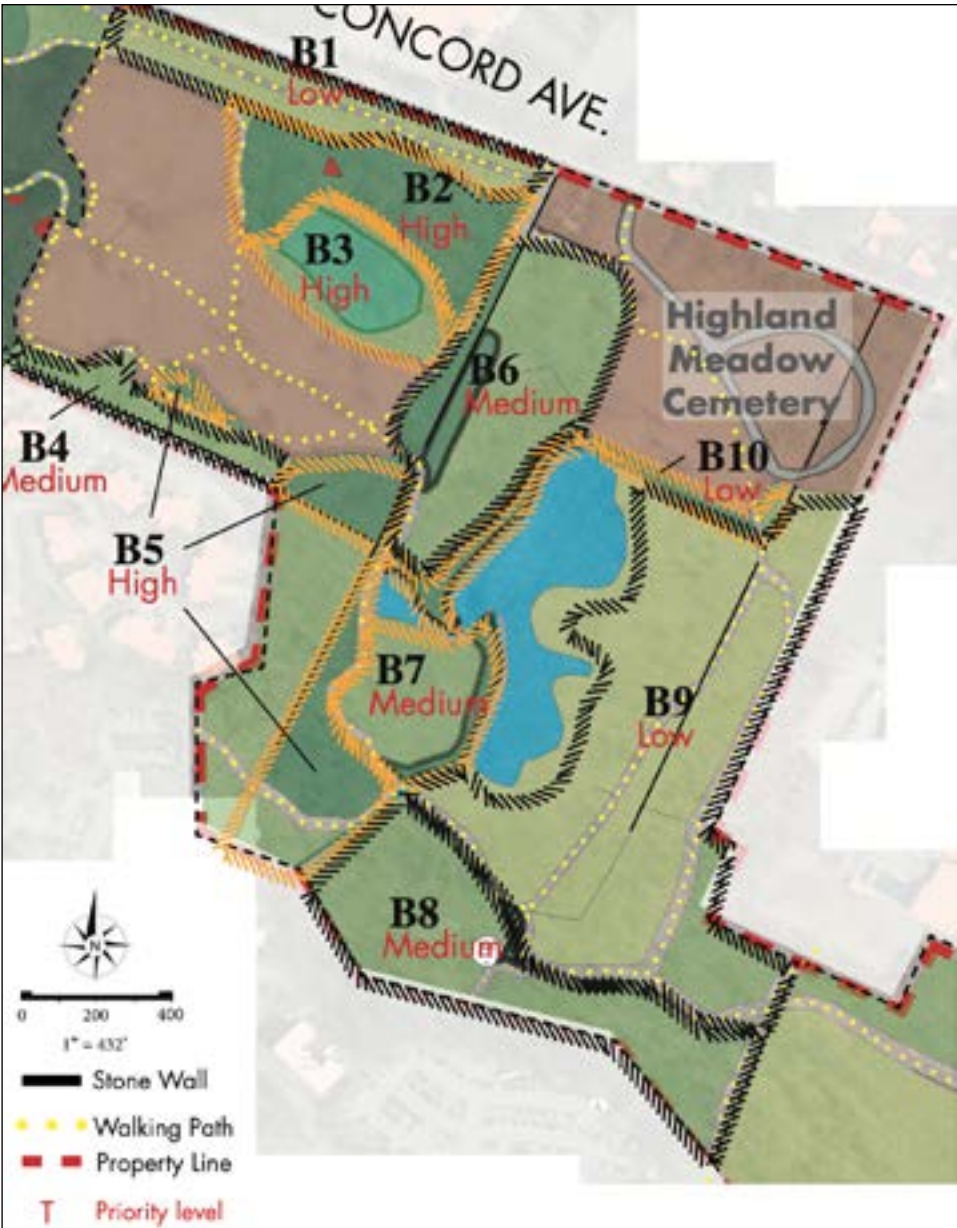 CONCORD AVE.
B1
Low
B2
High
B3
High
B6
Medium
Highland
Meadow
Cemetery
B4
Medium
B10
Low
B5
High
B7
Medium
B9
Low
B8
Medium
N
0 200 400
1" = 432'
Stone Wall
Walking Path
Property Line
T Priority level